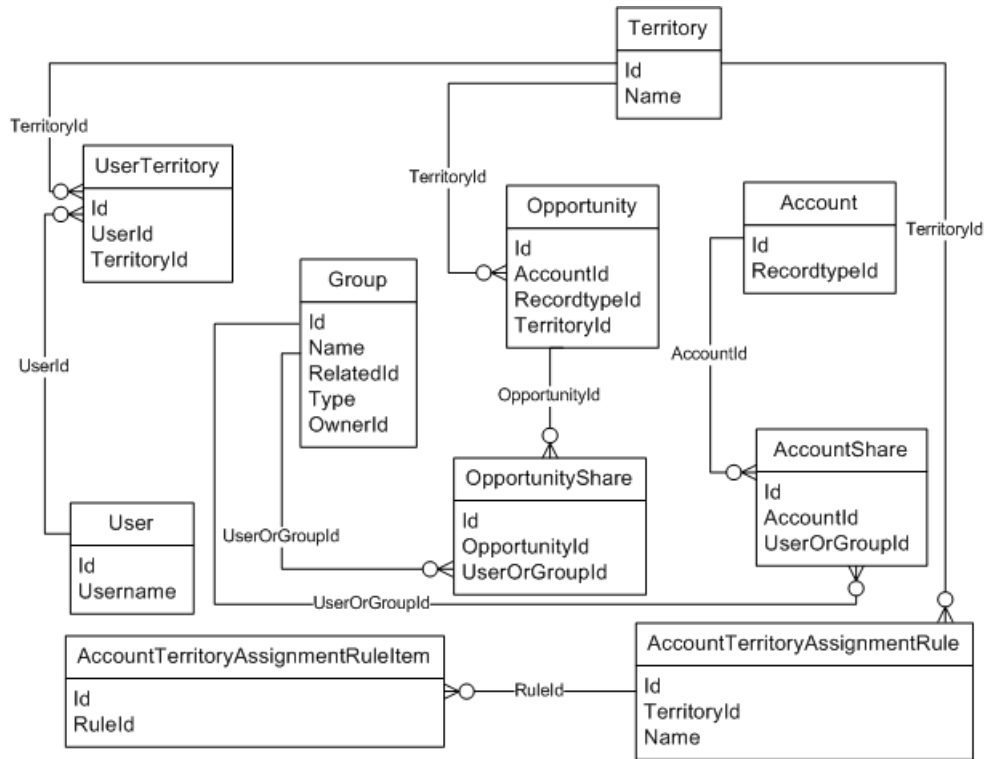 Territory
Id
Name
TerritoryId
UserTerritory
Id
UserId
TerritoryId
TerritoryId
Opportunity
Id
AccountId
RecordtypeId
TerritoryId
Account
Id
RecordtypeId
TerritoryId
Group
Id
Name
RelatedId
Type
OwnerId
UserId
AccountId
OpportunityId
AccountShare
Id
AccountId
UserOrGroupId
OpportunityShare
Id
OpportunityId
UserOrGroupId
User
Id
Username
UserOrGroupId
UserOrGroupId
AccountTerritoryAssignmentRuleItem
Id
RuleId
RuleId
AccountTerritoryAssignmentRule
Id
TerritoryId
Name